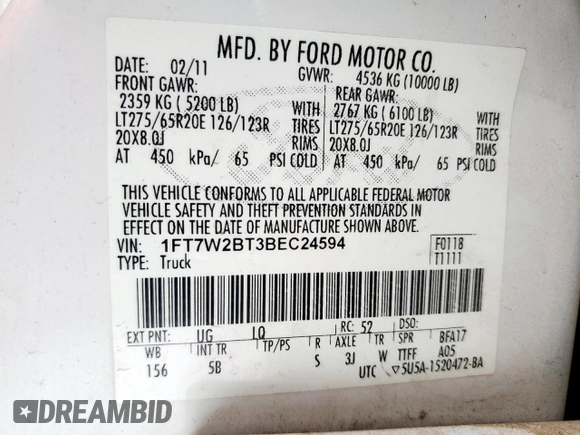 MFD. BY FORD MOTOR CO.
DATE: 02/11 GVWR: 4536 KG (10000 LB)
FRONT GAWR: REAR GAWR:
2359 KG ( 5200 LB) WITH 2767 KG ( 6100 LB) WITH
LT275/65R20E 126/123R TIRES LT275/65R20E 126/123R TIRES
20X8.0J RIMS 20X8.0J RIMS
AT 450 kPa/ 65 PSI COLD AT 450 kPa/ 65 PSI COLD
THIS VEHICLE CONFORMS TO ALL APPLICABLE FEDERAL MOTOR
VEHICLE SAFETY AND THEFT PREVENTION STANDARDS IN
EFFECT ON THE DATE OF MANUFACTURE SHOWN ABOVE.
VIN: 1FT7W2BT3BEC24594 F0118
TYPE: Truck T1111
EXT PNT: UG LQ RC: 52 DSO:
WB INT TR TP/PS R AXLE TR SPR BFA17
156 5B S 3J W TTFF A05
UTC ▽5U5A-1520472-BA
DREAMBID